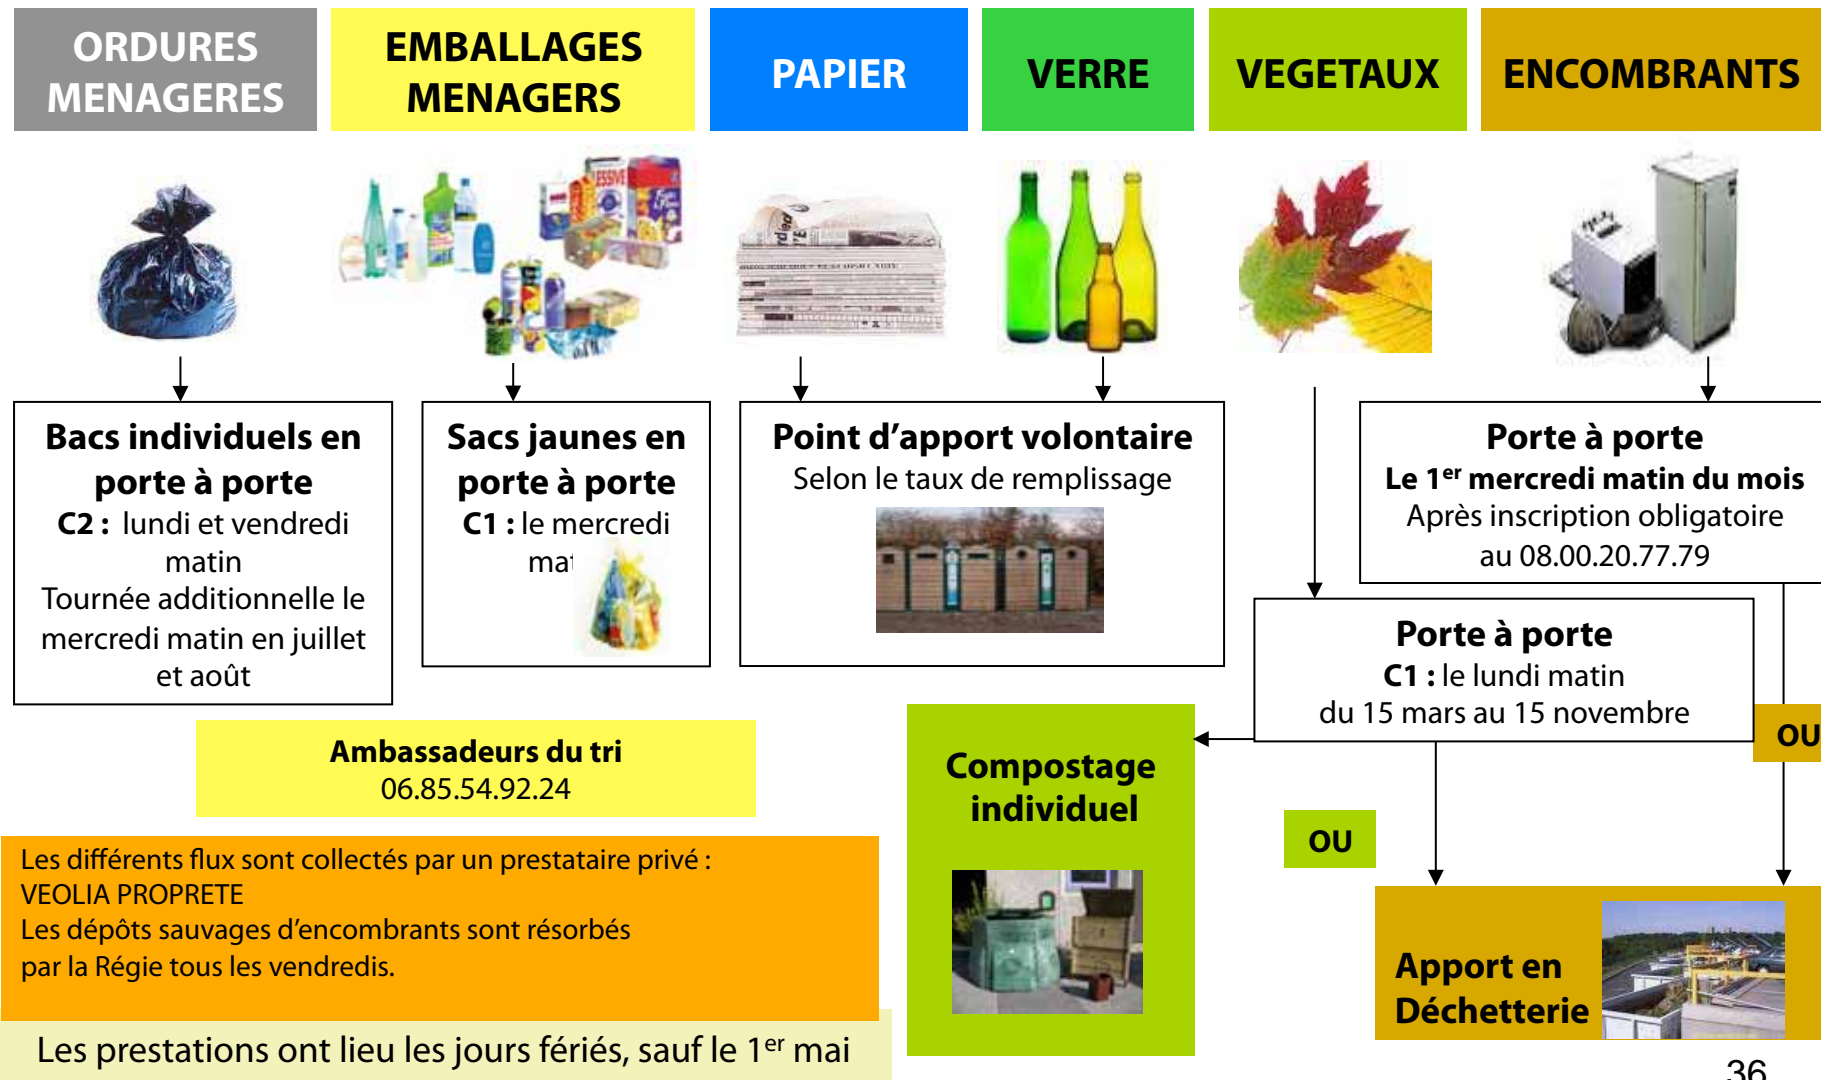 ORDURES
MENAGERES
EMBALLAGES
MENAGERS
PAPIER
VERRE
VEGETAUX
ENCOMBRANTS
ESSIVE
Bacs individuels en
porte à porte
C2 : lundi et vendredi
matin
Tournée additionnelle le
mercredi matin en juillet
et août
Sacs jaunes en
porte à porte
C1 : le mercredi
mat
Point d’apport volontaire
Selon le taux de remplissage
Porte à porte
Le 1er mercredi matin du mois
Après inscription obligatoire
au 08.00.20.77.79
Porte à porte
C1 : le lundi matin
du 15 mars au 15 novembre
OU
Ambassadeurs du tri
06.85.54.92.24
Compostage
individuel
OU
Les différents flux sont collectés par un prestataire privé :
VEOLIA PROPRETE
Les dépôts sauvages d’encombrants sont résorbés
par la Régie tous les vendredis.
Apport en
Déchetterie
Les prestations ont lieu les jours fériés, sauf le 1er mai
36